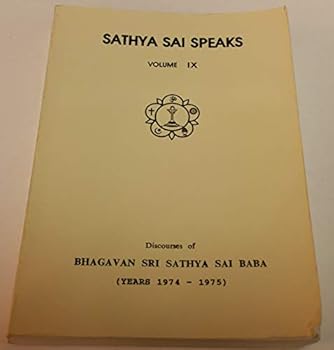 SATHYA SAI SPEAKS
VOLUME IX
Discourses of
BHAGAVAN SRI SATHYA SAI BABA
(YEARS 1974 - 1975)